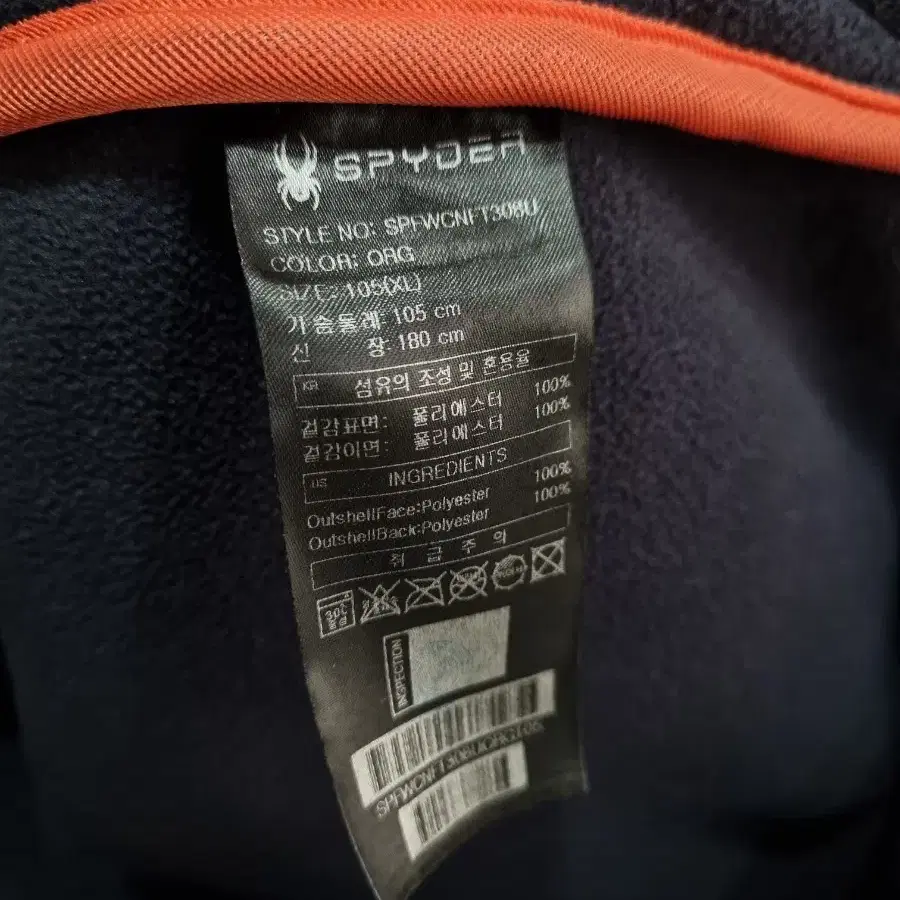 SPYDER
STYLE NO: SPFWCNFT308U
COLOR: ORG
SIZE: 105(XL)
가슴둘레: 105 cm
신 장: 180 cm
KR 섬유의 조성 및 혼용율
겉감표면: 폴리에스터 100%
겉감이면: 폴리에스터 100%
US INGREDIENTS
OutshellFace:Polyester 100%
OutshellBack:Polyester 100%
취 급 주 의
INSPECTION
SPFWCNFT308UORG105